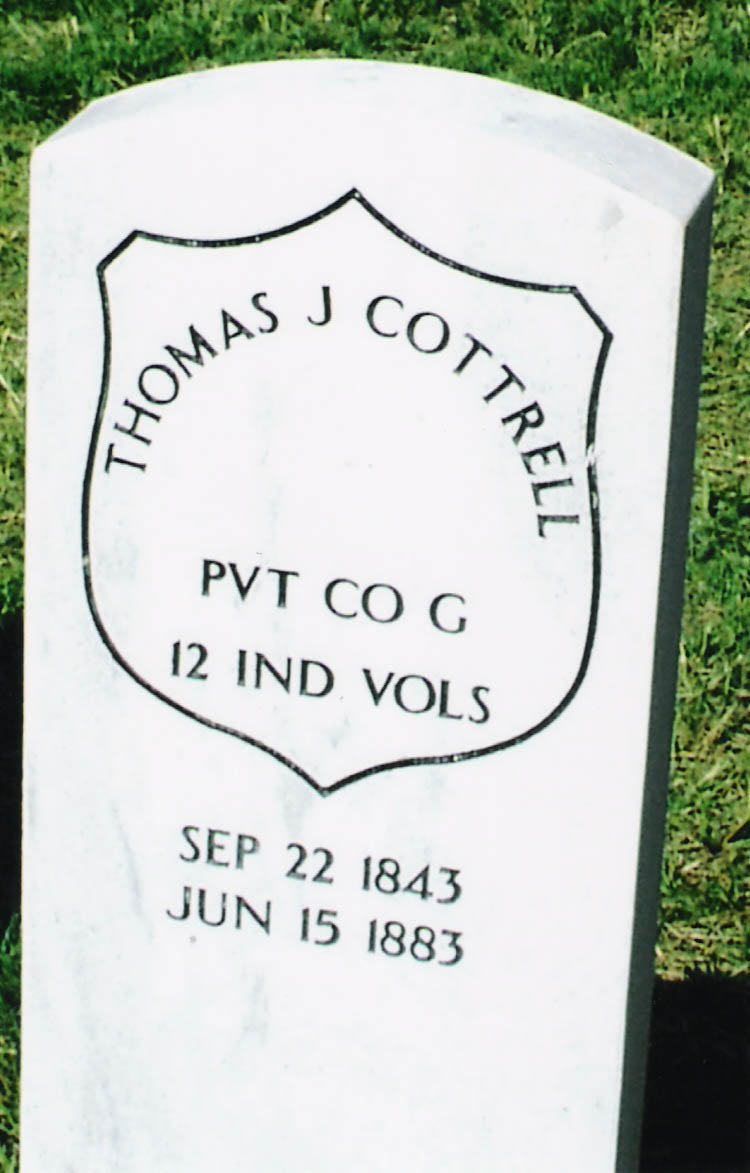 THOMAS J COTTRELL
PVT CO G
12 IND VOLS
SEP 22 1843
JUN 15 1883